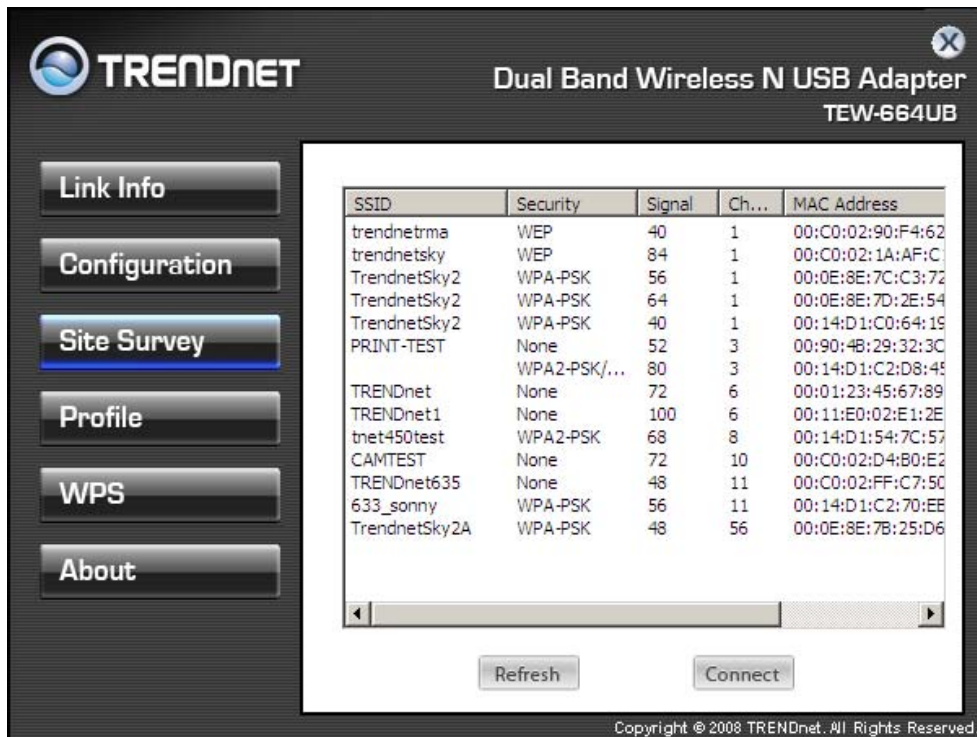 TRENDNET
Dual Band Wireless N USB Adapter
TEW-664UB
Link Info
Configuration
Site Survey
Profile
WPS
About
SSID Security Signal Ch... MAC Address
trendnetrma WEP 40 1 00:C0:02:90:F4:62
trendnetsky WEP 84 1 00:C0:02:1A:AF:C
TrendnetSky2 WPA-PSK 56 1 00:0E:8E:7C:C3:72
TrendnetSky2 WPA-PSK 64 1 00:0E:8E:7D:2E:54
TrendnetSky2 WPA-PSK 40 1 00:14:D1:C0:64:19
PRINT-TEST None 52 3 00:90:4B:29:32:3C
WPA2-PSK/... 80 3 00:14:D1:C2:D8:45
TRENDnet None 72 6 00:01:23:45:67:89
TRENDnet1 None 100 6 00:11:E0:02:E1:2E
tnet450test WPA2-PSK 68 8 00:14:D1:54:7C:57
CAMTEST None 72 10 00:C0:02:D4:B0:E2
TRENDnet635 None 48 11 00:C0:02:FF:C7:50
633_sonny WPA-PSK 56 11 00:14:D1:C2:70:EE
TrendnetSky2A WPA-PSK 48 56 00:0E:8E:7B:25:D6
Refresh Connect
Copyright © 2008 TRENDnet. All Rights Reserved